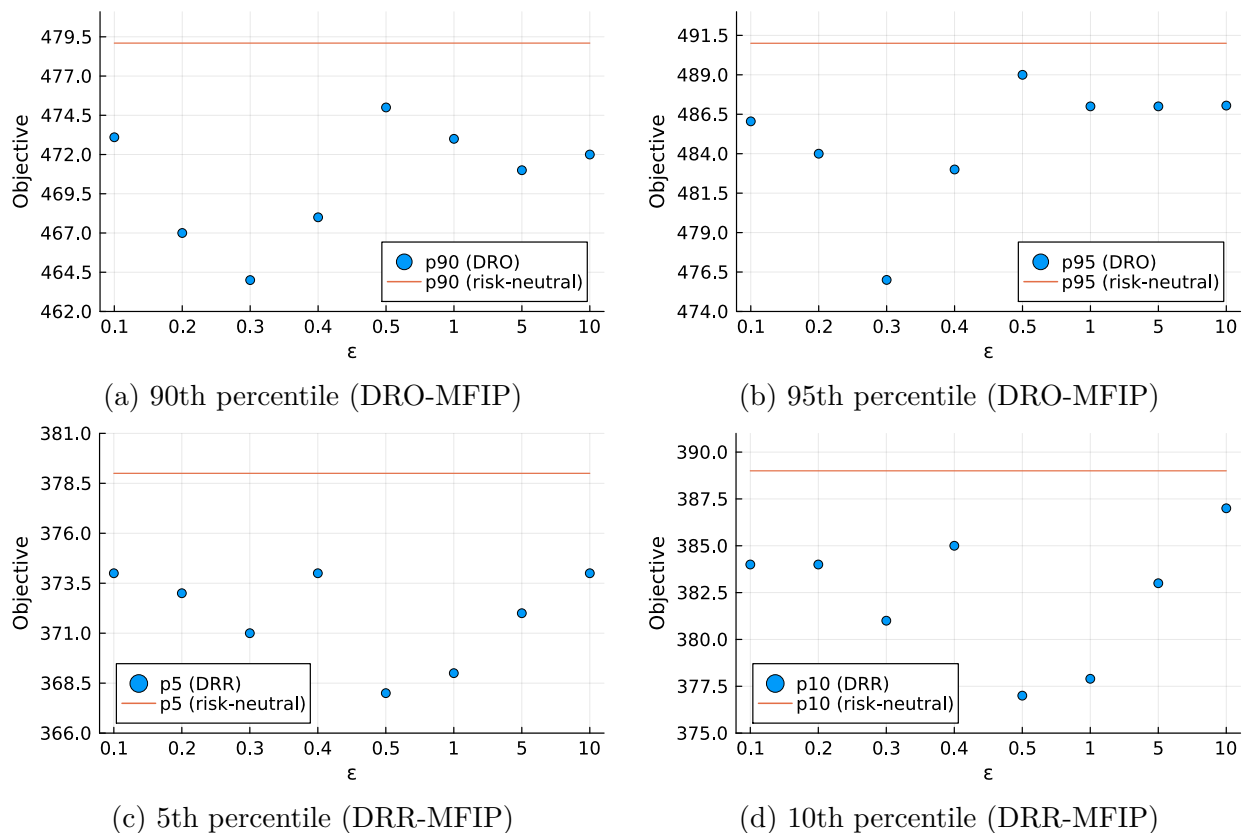 479.5
477.0
474.5
472.0
469.5
467.0
464.5
462.0
Objective
0.1 0.2 0.3 0.4 0.5 1 5 10
ε
p90 (DRO)
p90 (risk-neutral)
(a) 90th percentile (DRO-MFIP)
491.5
489.0
486.5
484.0
481.5
479.0
476.5
474.0
Objective
0.1 0.2 0.3 0.4 0.5 1 5 10
ε
p95 (DRO)
p95 (risk-neutral)
(b) 95th percentile (DRO-MFIP)
381.0
378.5
376.0
373.5
371.0
368.5
366.0
Objective
0.1 0.2 0.3 0.4 0.5 1 5 10
ε
p5 (DRR)
p5 (risk-neutral)
(c) 5th percentile (DRR-MFIP)
390.0
387.5
385.0
382.5
380.0
377.5
375.0
Objective
0.1 0.2 0.3 0.4 0.5 1 5 10
ε
p10 (DRR)
p10 (risk-neutral)
(d) 10th percentile (DRR-MFIP)